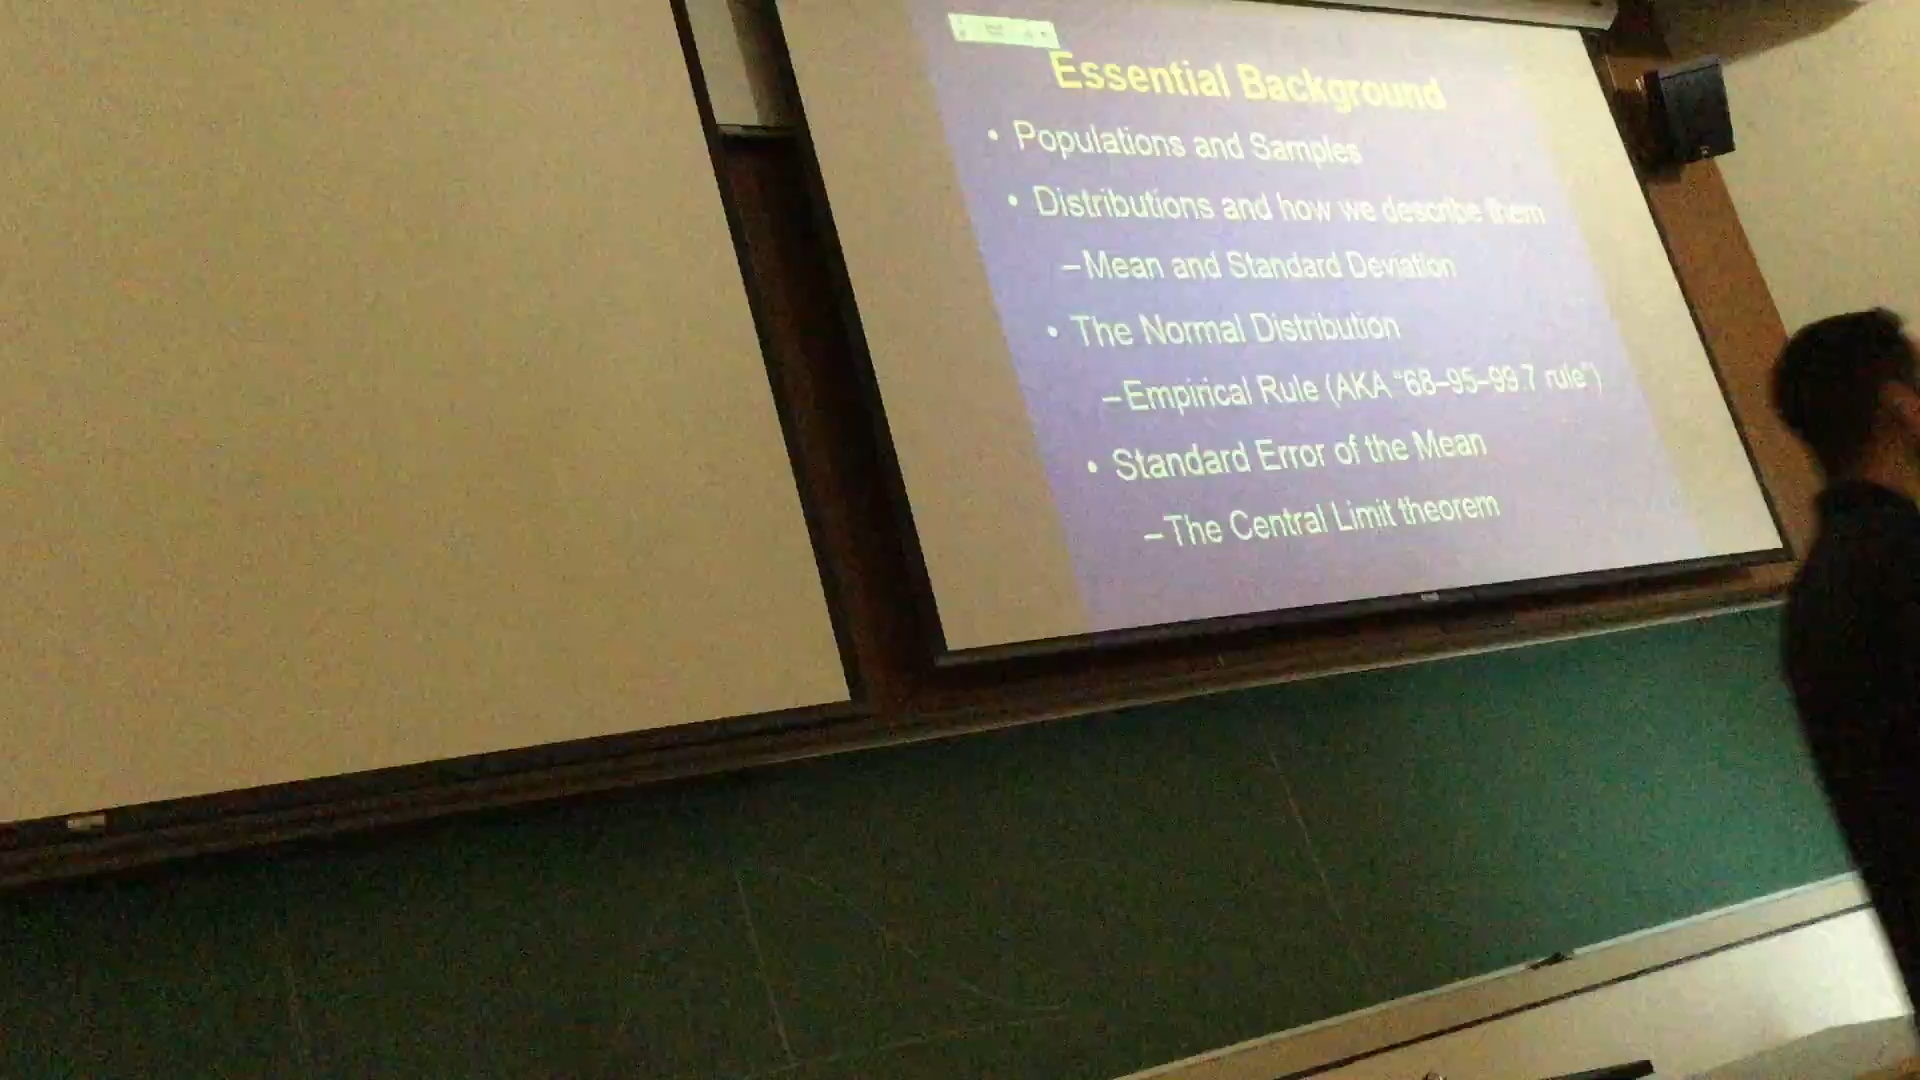 Essential Background
• Populations and Samples
• Distributions and how we describe them
–Mean and Standard Deviation
• The Normal Distribution
–Empirical Rule (AKA “68–95–99.7 rule”)
• Standard Error of the Mean
–The Central Limit theorem